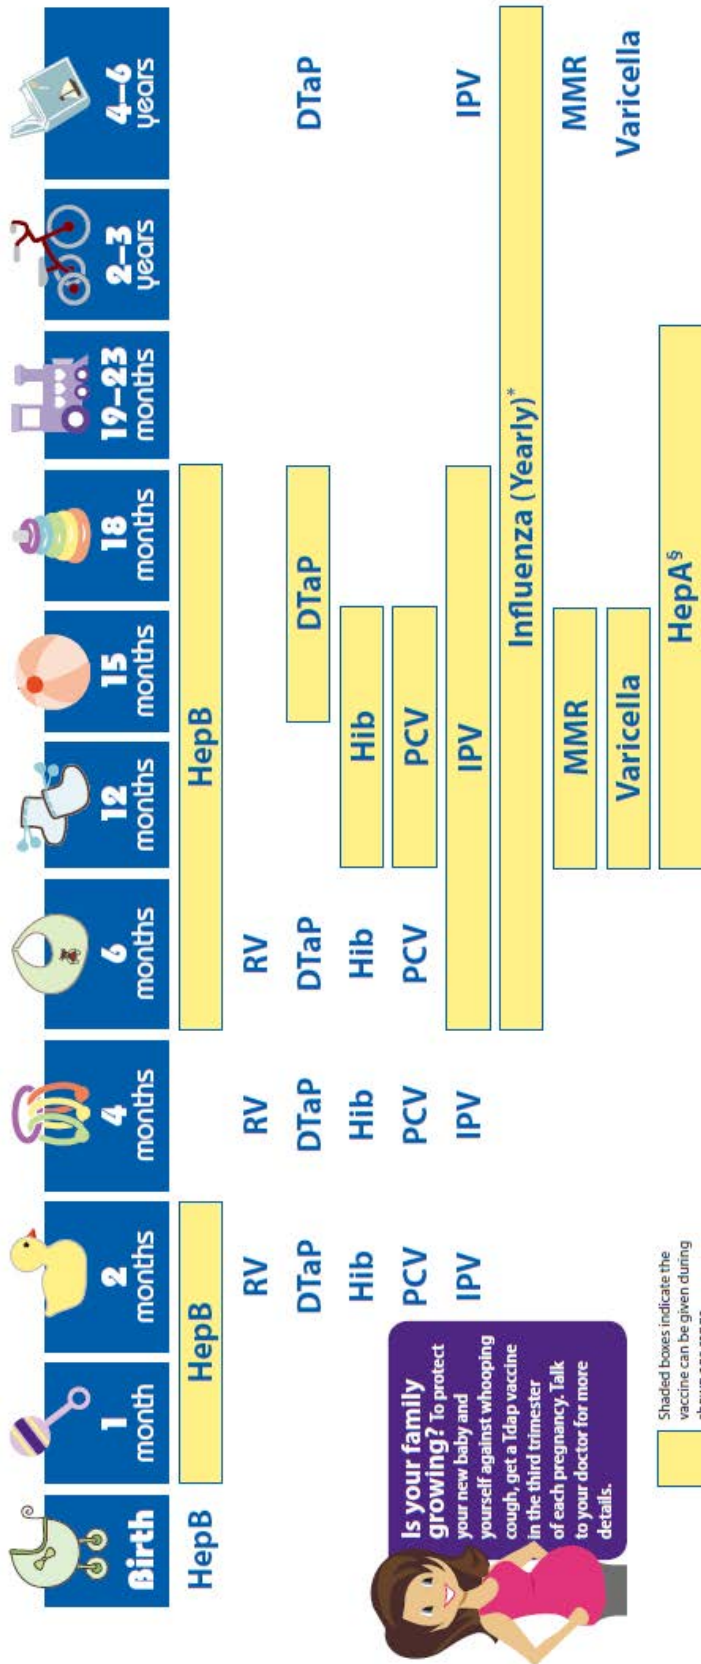 Birth
1
month
2
months
4
months
6
months
12
months
15
months
18
months
19–23
months
2–3
years
4–6
years
HepB
HepB
HepB
RV
RV
RV
DTaP
DTaP
DTaP
DTaP
DTaP
Hib
Hib
Hib
Hib
PCV
PCV
PCV
PCV
IPV
IPV
IPV
IPV
Influenza (Yearly)*
MMR
MMR
Varicella
Varicella
HepA§
Is your family
growing? To protect
your new baby and
yourself against whooping
cough, get a Tdap vaccine
in the third trimester
of each pregnancy. Talk
to your doctor for more
details.
Shaded boxes indicate the
vaccine can be given during